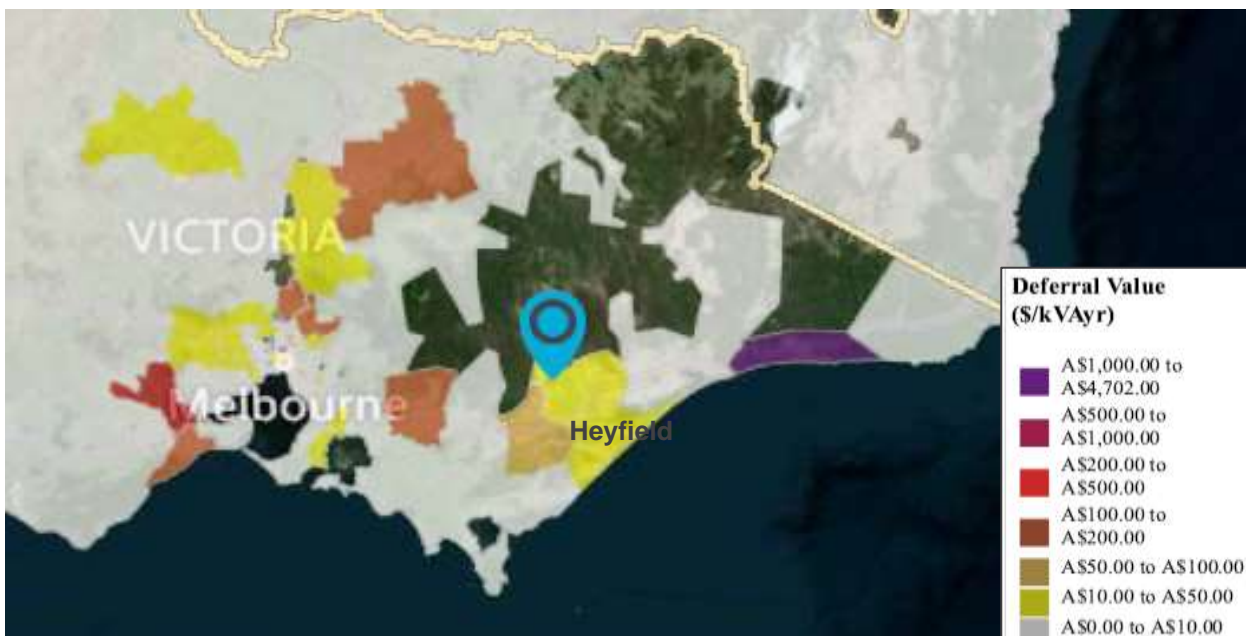 VICTORIA
Melbourne
Heyfield
Deferral Value
($/kVAyr)
A$1,000.00 to
A$4,702.00
A$500.00 to
A$1,000.00
A$200.00 to
A$500.00
A$100.00 to
A$200.00
A$50.00 to A$100.00
A$10.00 to A$50.00
A$0.00 to A$10.00